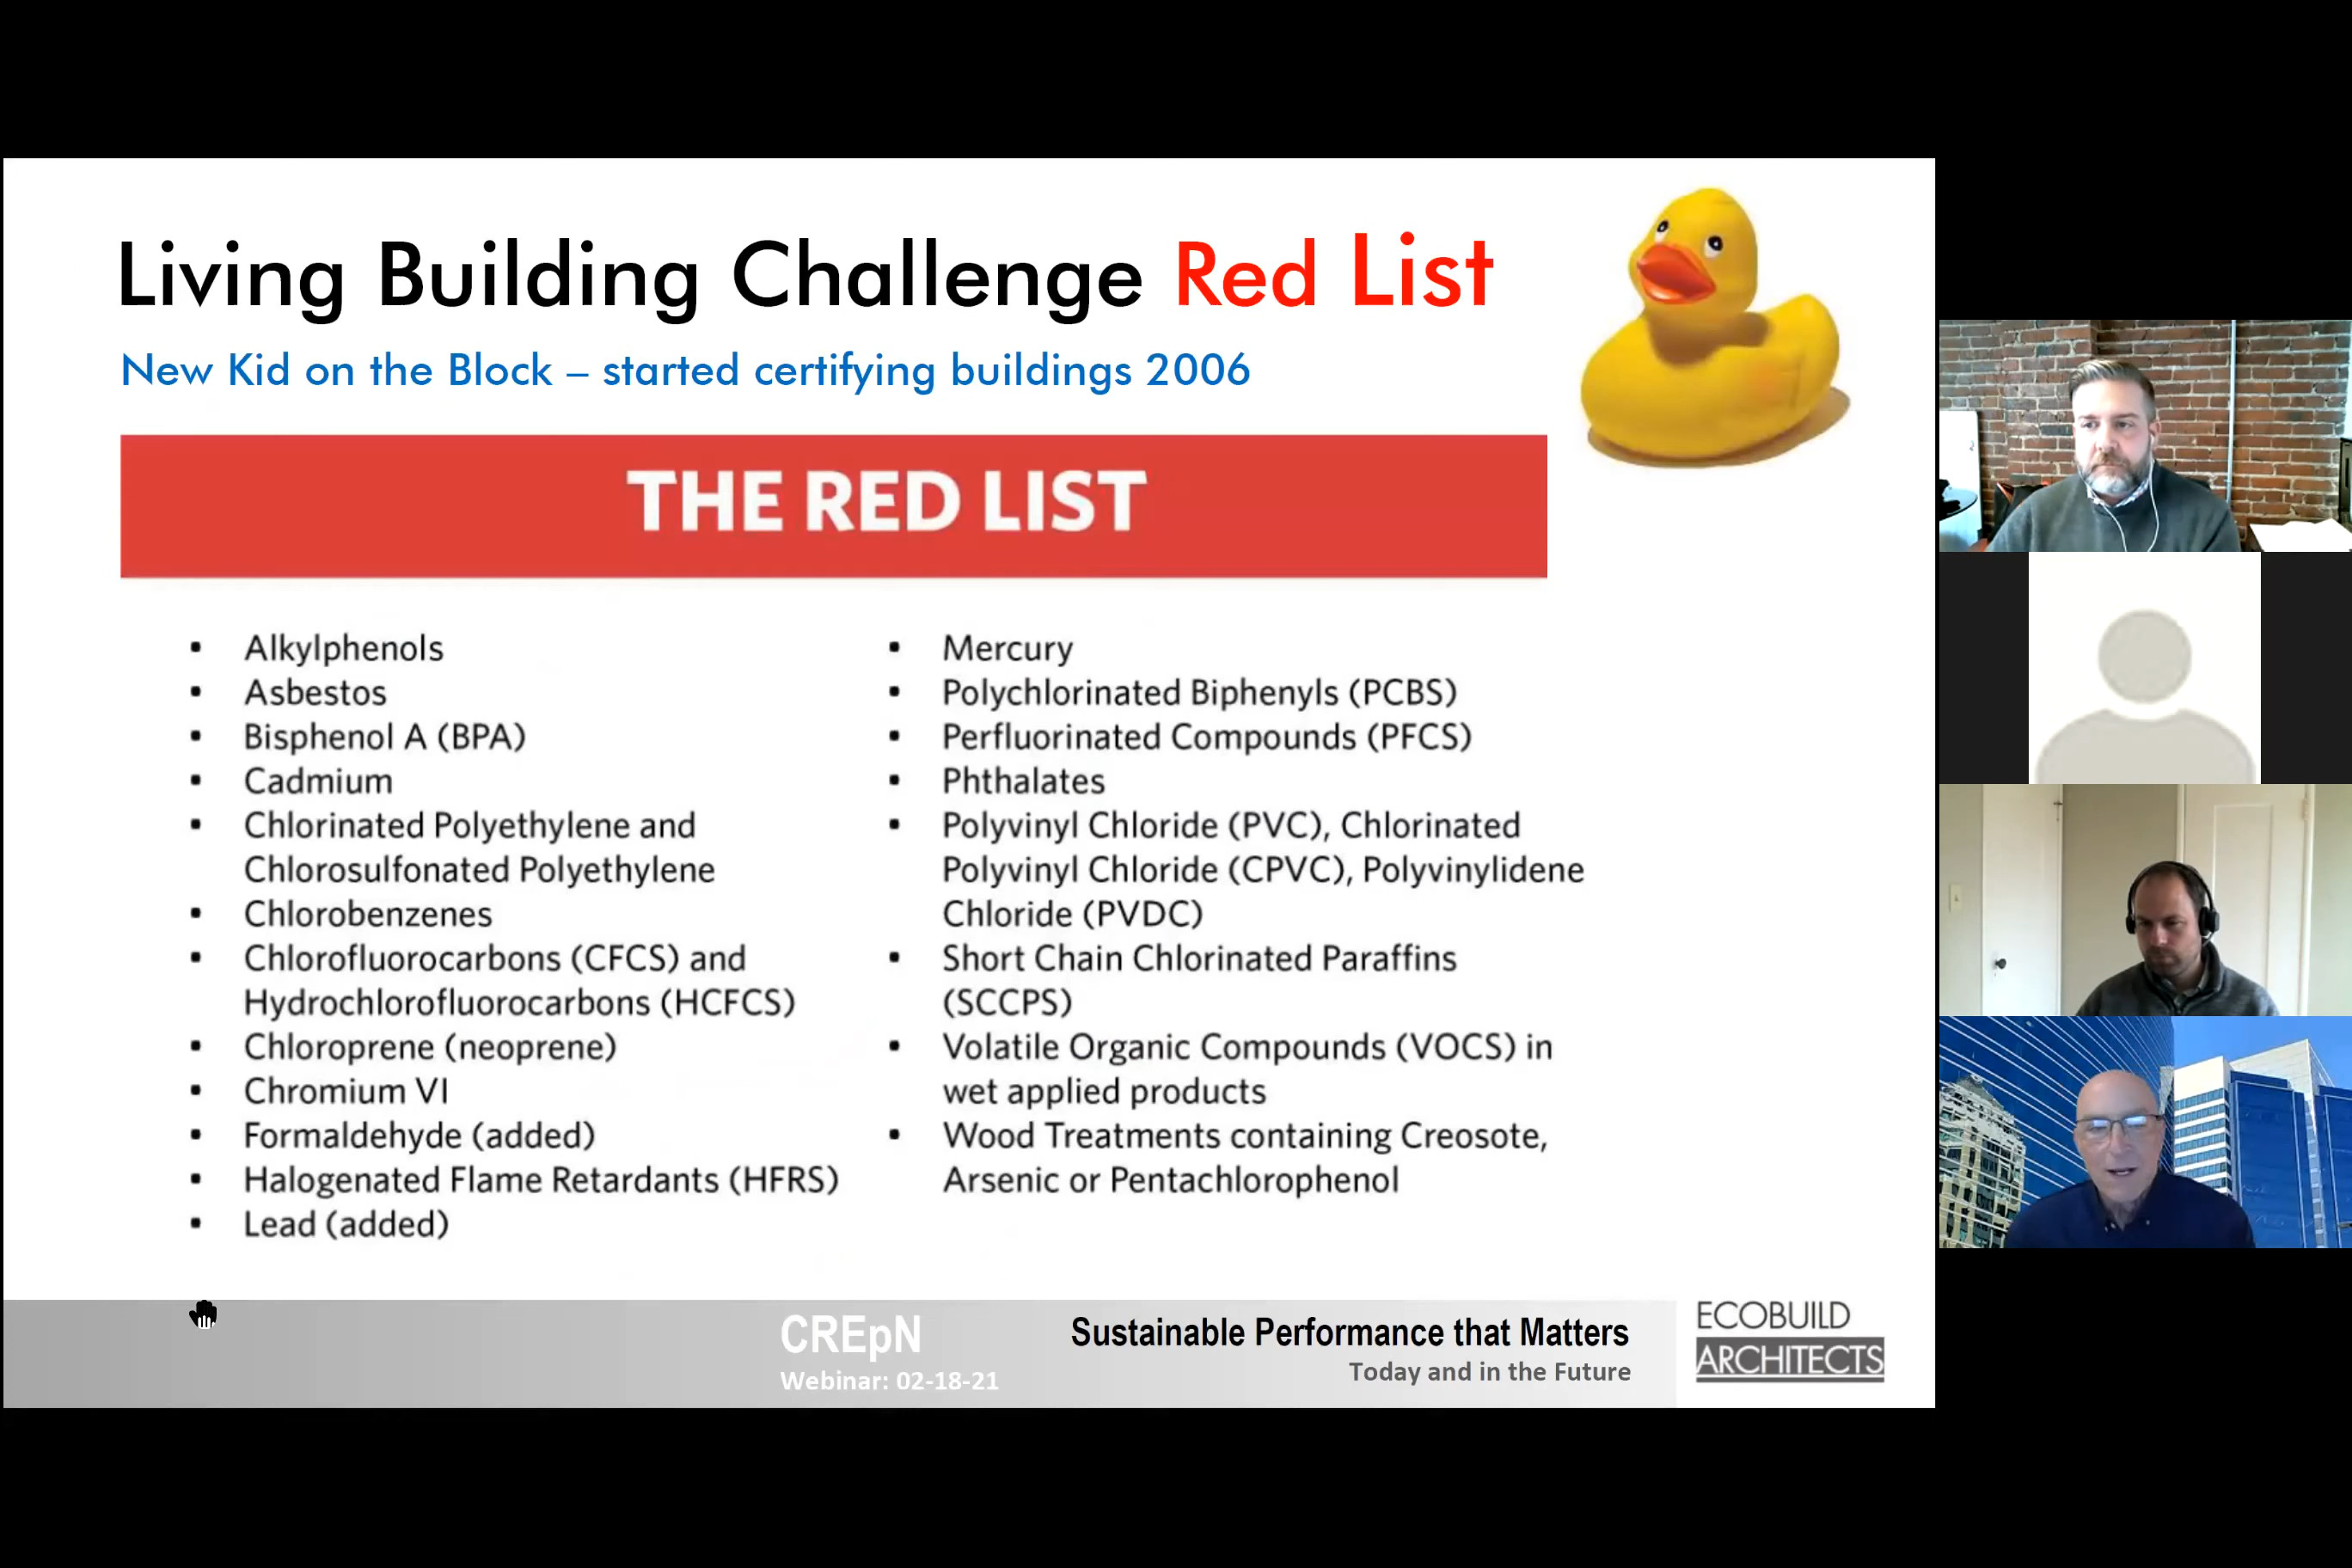 Living Building Challenge Red List
New Kid on the Block – started certifying buildings 2006
THE RED LIST
▪ Alkylphenols
▪ Asbestos
▪ Bisphenol A (BPA)
▪ Cadmium
▪ Chlorinated Polyethylene and
Chlorosulfonated Polyethylene
▪ Chlorobenzenes
▪ Chlorofluorocarbons (CFCS) and
Hydrochlorofluorocarbons (HCFCS)
▪ Chloroprene (neoprene)
▪ Chromium VI
▪ Formaldehyde (added)
▪ Halogenated Flame Retardants (HFRS)
▪ Lead (added)
▪ Mercury
▪ Polychlorinated Biphenyls (PCBS)
▪ Perfluorinated Compounds (PFCS)
▪ Phthalates
▪ Polyvinyl Chloride (PVC), Chlorinated
Polyvinyl Chloride (CPVC), Polyvinylidene
Chloride (PVDC)
▪ Short Chain Chlorinated Paraffins
(SCCPS)
▪ Volatile Organic Compounds (VOCS) in
wet applied products
▪ Wood Treatments containing Creosote,
Arsenic or Pentachlorophenol
CREpN
Webinar: 02-18-21
Sustainable Performance that Matters
Today and in the Future
ECOBUILD
ARCHITECTS